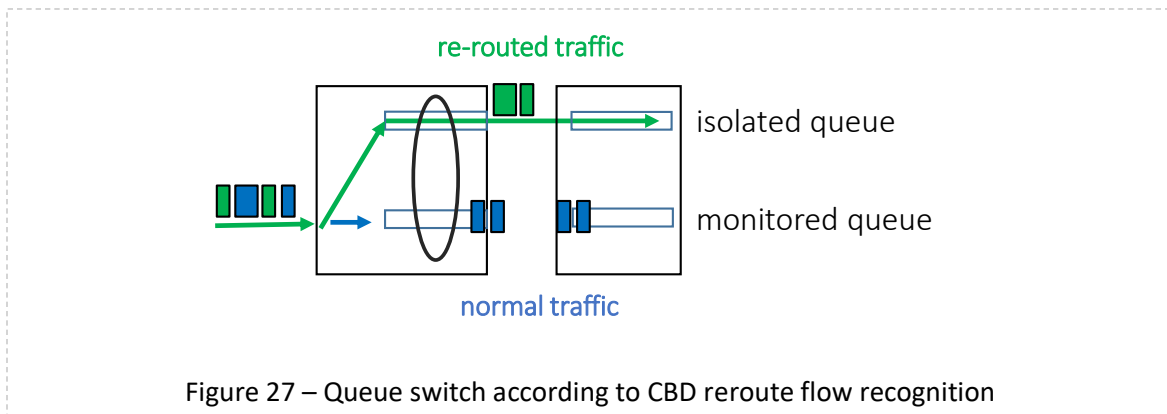 re-routed traffic
isolated queue
monitored queue
normal traffic
Figure 27 – Queue switch according to CBD reroute flow recognition